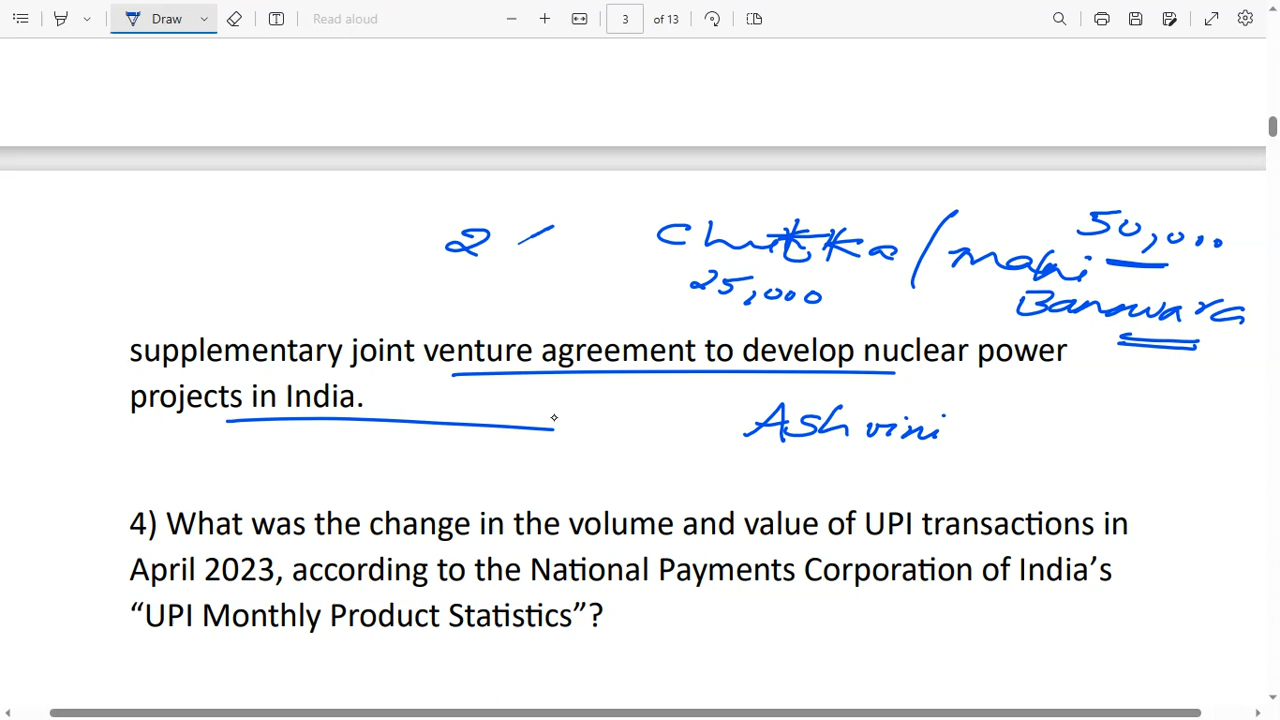 Draw
Read aloud
3 of 13
2
50,000
Chutka / Mahi
25,000
Banswara
supplementary joint venture agreement to develop nuclear power
projects in India.
Ashvini
4) What was the change in the volume and value of UPI transactions in
April 2023, according to the National Payments Corporation of India’s
“UPI Monthly Product Statistics”?